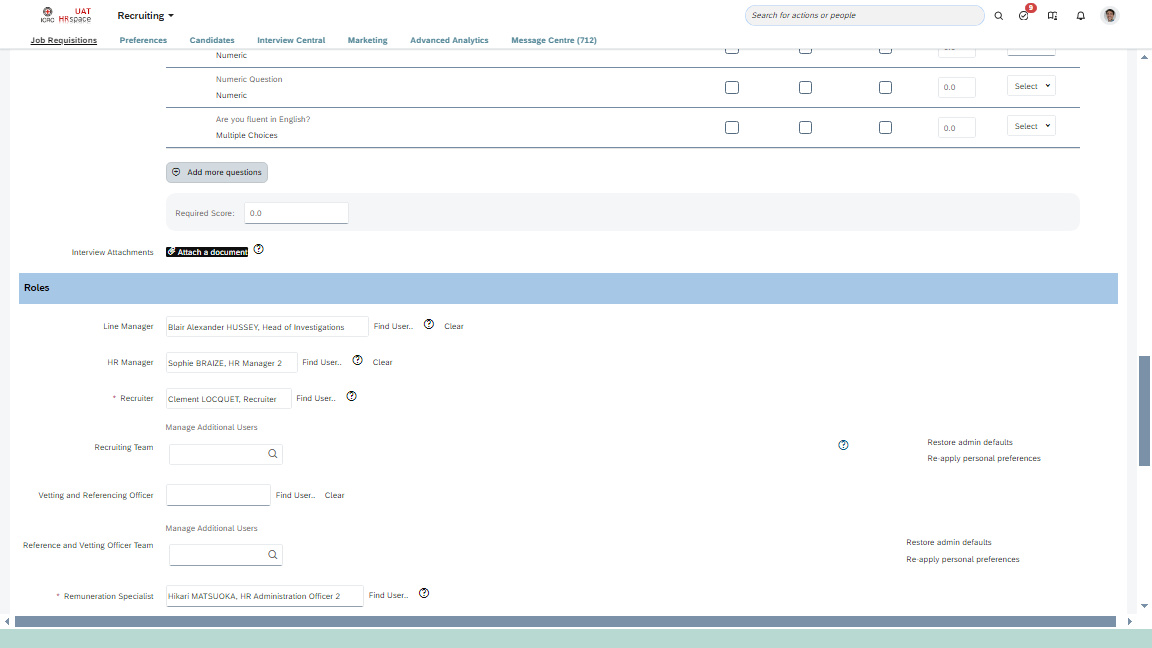 ICRC
UAT
HRspace
Recruiting
Search for actions or people
9
Job Requisitions
Preferences
Candidates
Interview Central
Marketing
Advanced Analytics
Message Centre (712)
Numeric
Numeric Question
Numeric
0.0
Select
Are you fluent in English?
Multiple Choices
0.0
Select
Add more questions
Required Score:
0.0
Interview Attachments
Attach a document
Roles
Line Manager
Blair Alexander HUSSEY, Head of Investigations
Find User..
Clear
HR Manager
Sophie BRAIZE, HR Manager 2
Find User..
Clear
* Recruiter
Clement LOCQUET, Recruiter
Find User..
Manage Additional Users
Recruiting Team
Restore admin defaults
Re-apply personal preferences
Vetting and Referencing Officer
Find User..
Clear
Manage Additional Users
Reference and Vetting Officer Team
Restore admin defaults
Re-apply personal preferences
* Remuneration Specialist
Hikari MATSUOKA, HR Administration Officer 2
Find User..